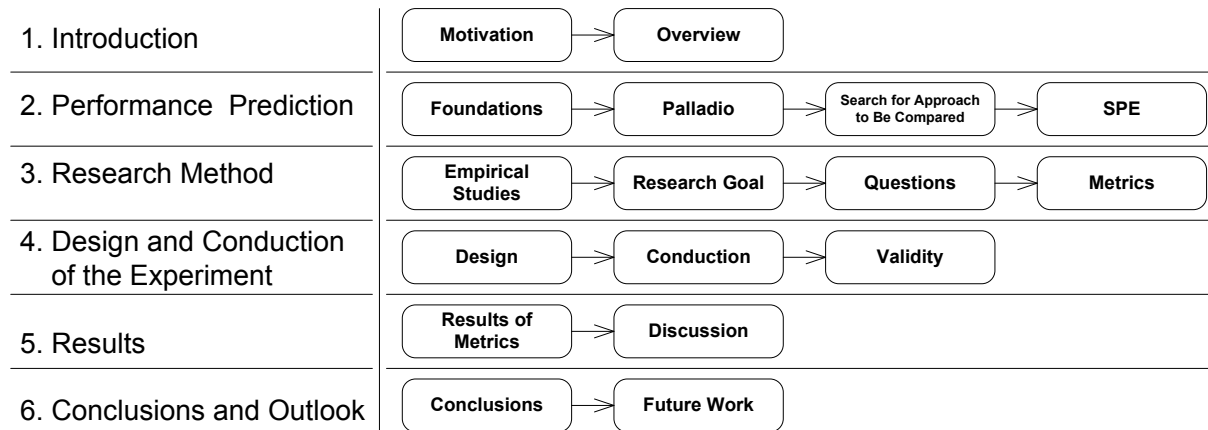 1. Introduction
Motivation
Overview
2. Performance Prediction
Foundations
Palladio
Search for Approach
to Be Compared
SPE
3. Research Method
Empirical
Studies
Research Goal
Questions
Metrics
4. Design and Conduction
of the Experiment
Design
Conduction
Validity
5. Results
Results of
Metrics
Discussion
6. Conclusions and Outlook
Conclusions
Future Work